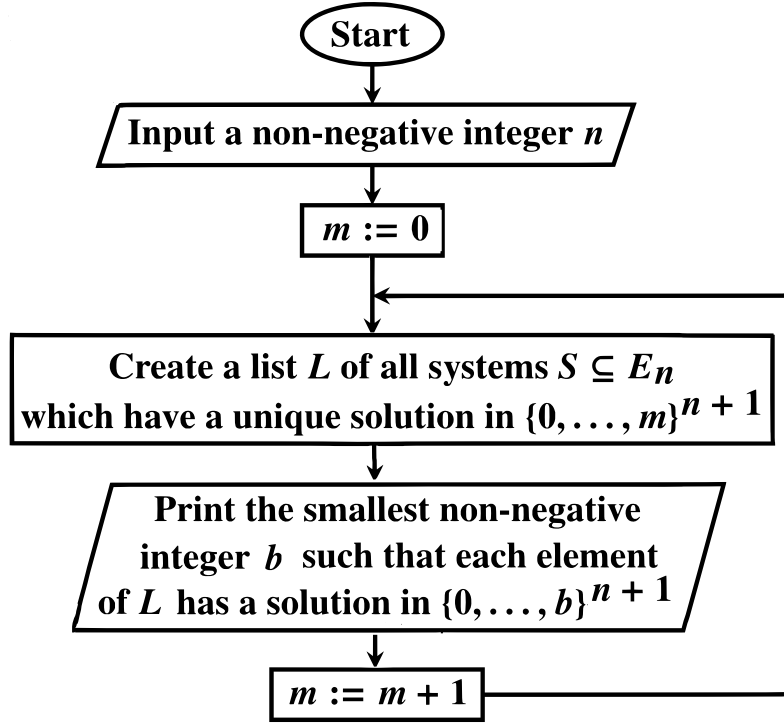 Start
Input a non-negative integer n
m := 0
Create a list L of all systems S ⊆ Eₙ
which have a unique solution in {0, . . . , m}ⁿ ⁺ ¹
Print the smallest non-negative
integer b such that each element
of L has a solution in {0, . . . , b}ⁿ ⁺ ¹
m := m + 1